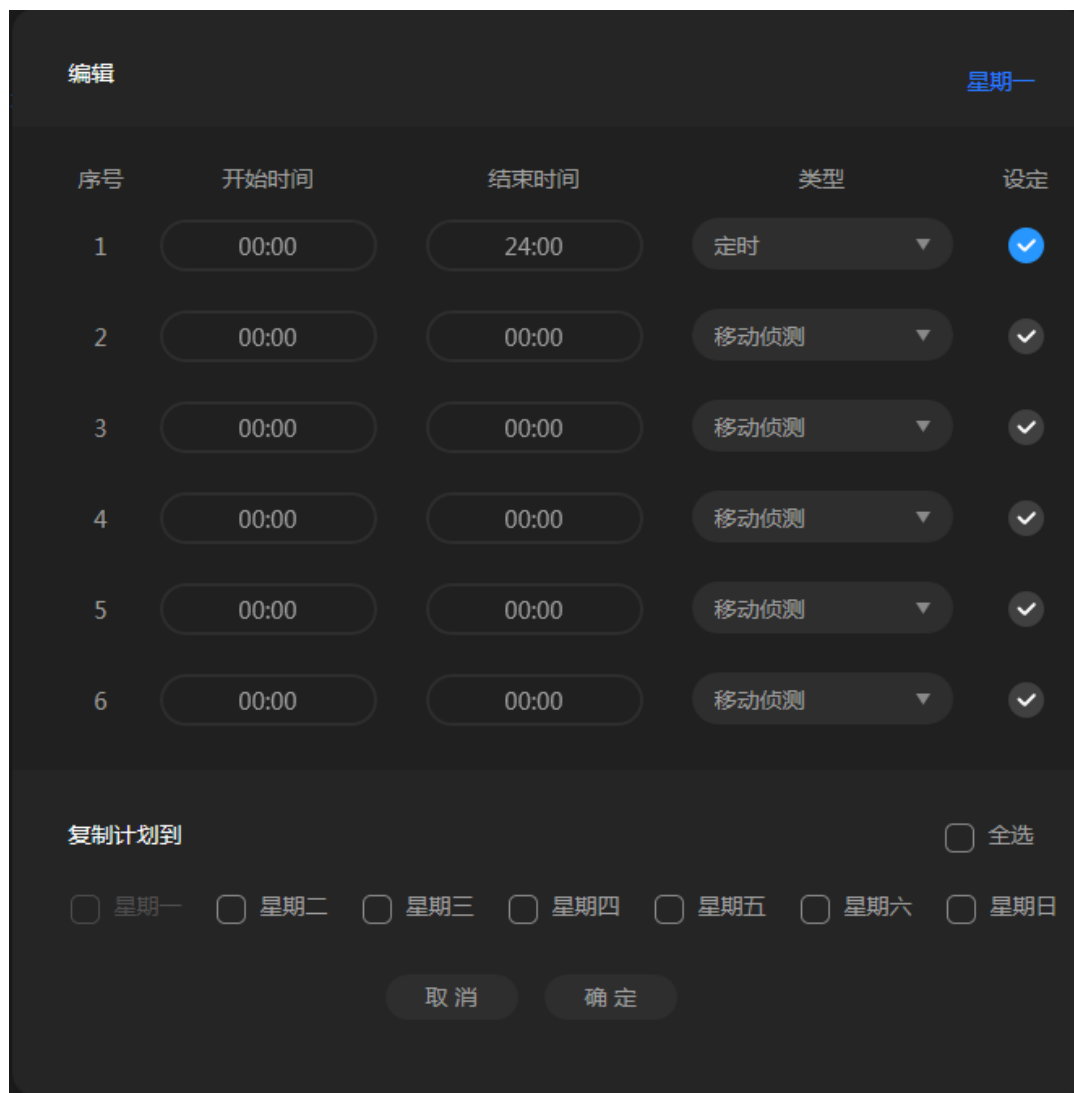 编辑 星期一
序号 开始时间 结束时间 类型 设定
1 00:00 24:00 定时
2 00:00 00:00 移动侦测
3 00:00 00:00 移动侦测
4 00:00 00:00 移动侦测
5 00:00 00:00 移动侦测
6 00:00 00:00 移动侦测
复制计划到 全选
星期一 星期二 星期三 星期四 星期五 星期六 星期日
取消 确定